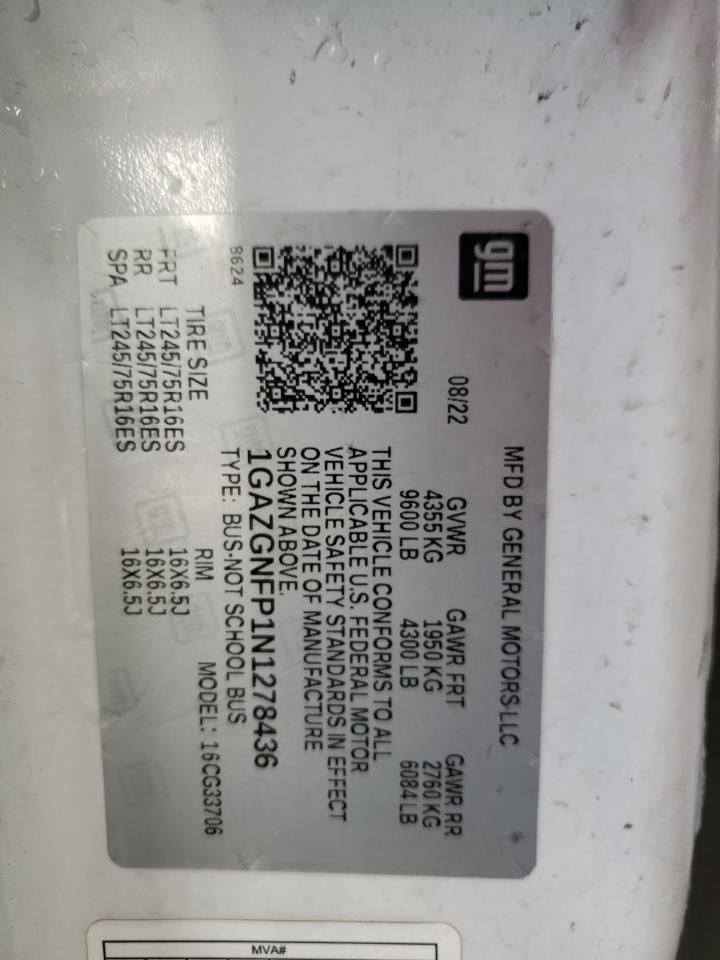 gm
MFD BY GENERAL MOTORS LLC
08/22
GVWR GAWR FRT GAWR RR
4355 KG 1950 KG 2760 KG
9600 LB 4300 LB 6084 LB
THIS VEHICLE CONFORMS TO ALL
APPLICABLE U.S. FEDERAL MOTOR
VEHICLE SAFETY STANDARDS IN EFFECT
ON THE DATE OF MANUFACTURE
SHOWN ABOVE.
8624
1GAZGNFP1N1278436
TYPE: BUS-NOT SCHOOL BUS
MODEL: 16CG33706
TIRE SIZE RIM
FRT LT245/75R16ES 16X6.5J
RR LT245/75R16ES 16X6.5J
SPA LT245/75R16ES 16X6.5J
MVA#